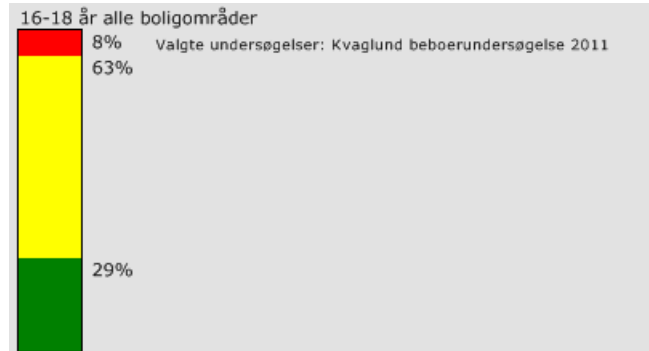 16-18 år alle boligområder
8% Valgte undersøgelser: Kvaglund beboerundersøgelse 2011
63%
29%